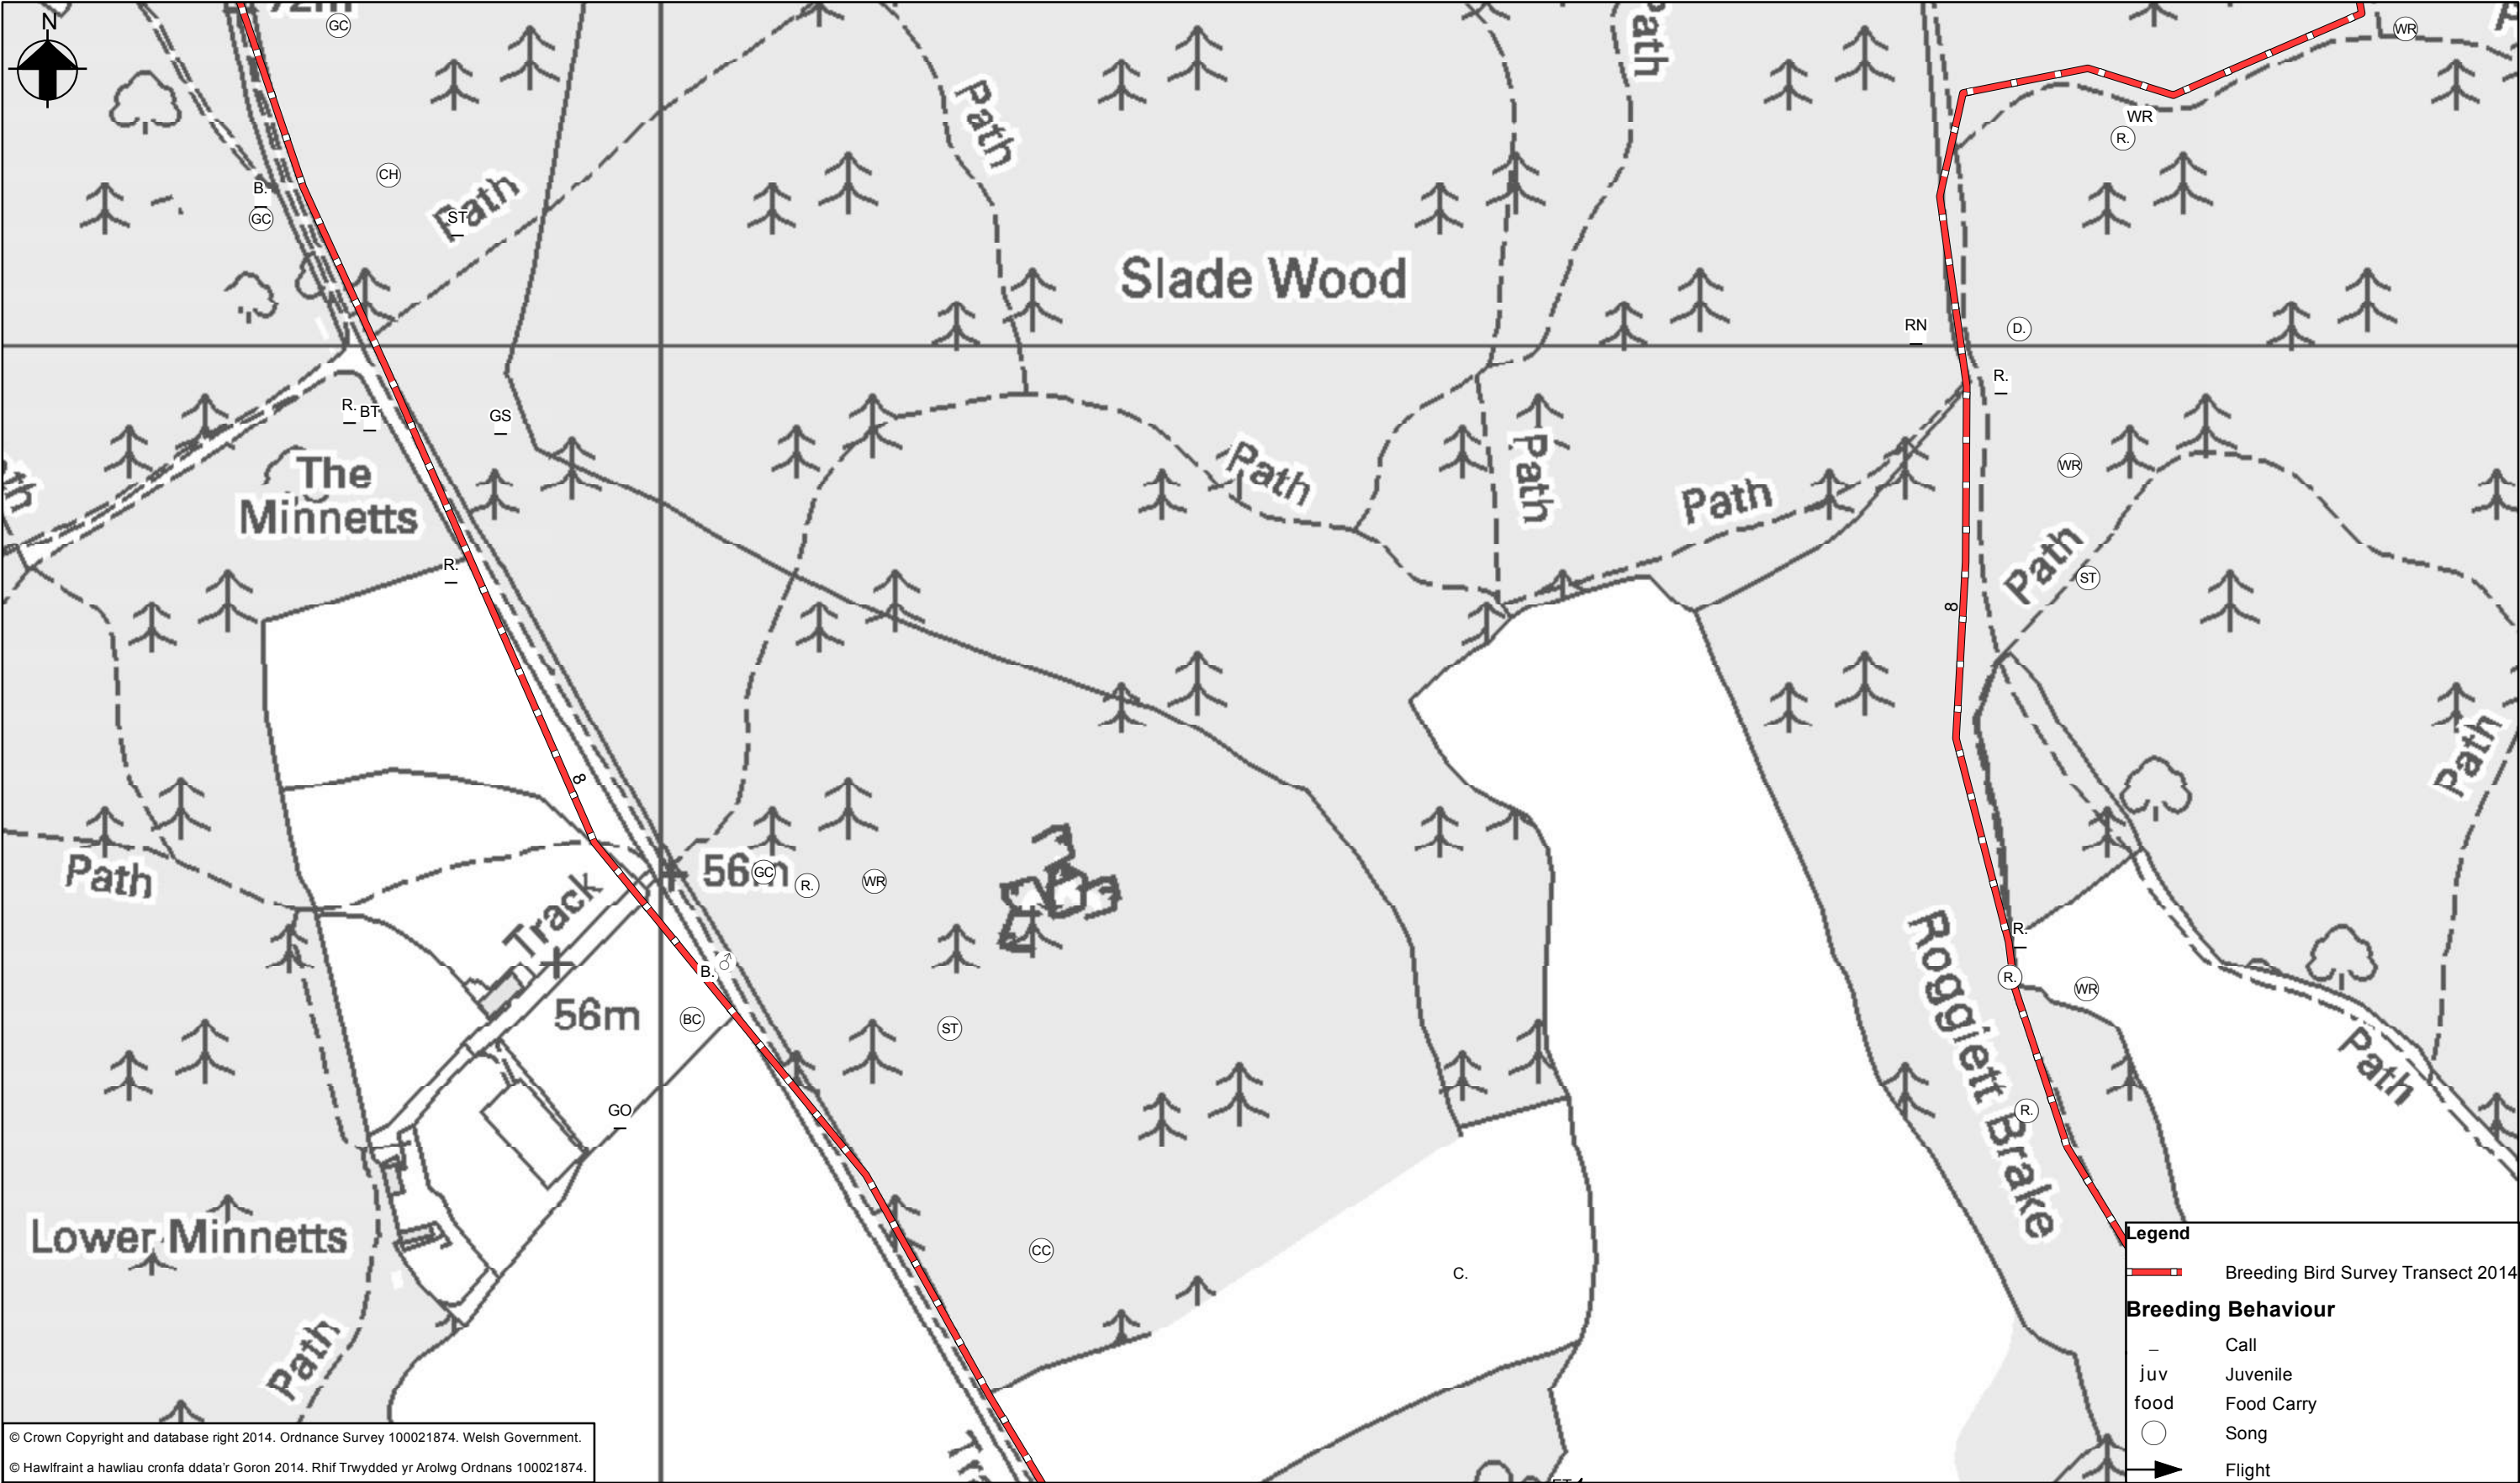 N
72m
GC
Path
Path
WR
WR
R.
CH
B.
GC
ST
Path
Slade Wood
RN
D.
R.
R.
BT
GS
The
Minnetts
Path
Path
Path
WR
Path
ST
R.
8
8
Path
Path
56m
GC
R.
WR
Track
R.
R.
WR
B. ♂
BC
56m
ST
Roggiett Brake
Path
GO
R.
Lower Minnetts
CC
C.
Path
Legend
Breeding Bird Survey Transect 2014
Breeding Behaviour
_ Call
juv Juvenile
food Food Carry
Song
Flight
© Crown Copyright and database right 2014. Ordnance Survey 100021874. Welsh Government.
© Hawlfraint a hawliau cronfa ddata'r Goron 2014. Rhif Trwydded yr Arolwg Ordnans 100021874.